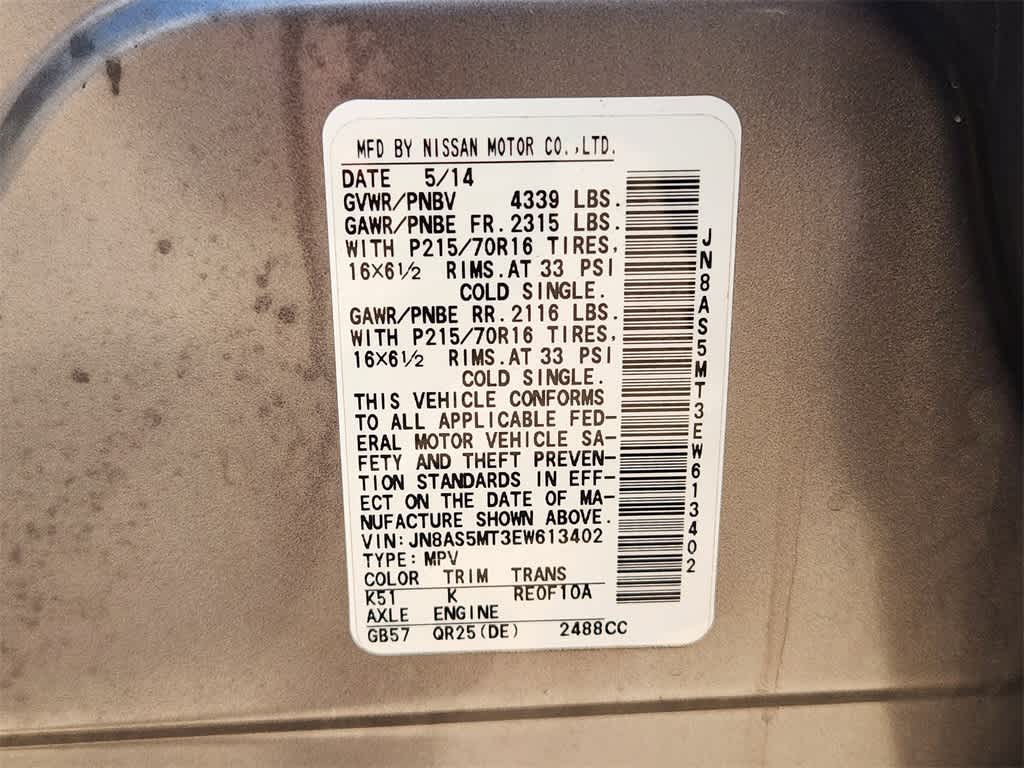 MFD BY NISSAN MOTOR CO.,LTD.
DATE 5/14
GVWR/PNBV 4339 LBS.
GAWR/PNBE FR. 2315 LBS.
WITH P215/70R16 TIRES,
16×6½ RIMS. AT 33 PSI
COLD SINGLE.
GAWR/PNBE RR. 2116 LBS.
WITH P215/70R16 TIRES,
16×6½ RIMS. AT 33 PSI
COLD SINGLE.
THIS VEHICLE CONFORMS
TO ALL APPLICABLE FED-
ERAL MOTOR VEHICLE SA-
FETY AND THEFT PREVEN-
TION STANDARDS IN EFF-
ECT ON THE DATE OF MA-
NUFACTURE SHOWN ABOVE.
VIN: JN8AS5MT3EW613402
TYPE: MPV
COLOR TRIM TRANS
K51 K RE0F10A
AXLE ENGINE
GB57 QR25(DE) 2488CC
JN8AS5MT3EW613402